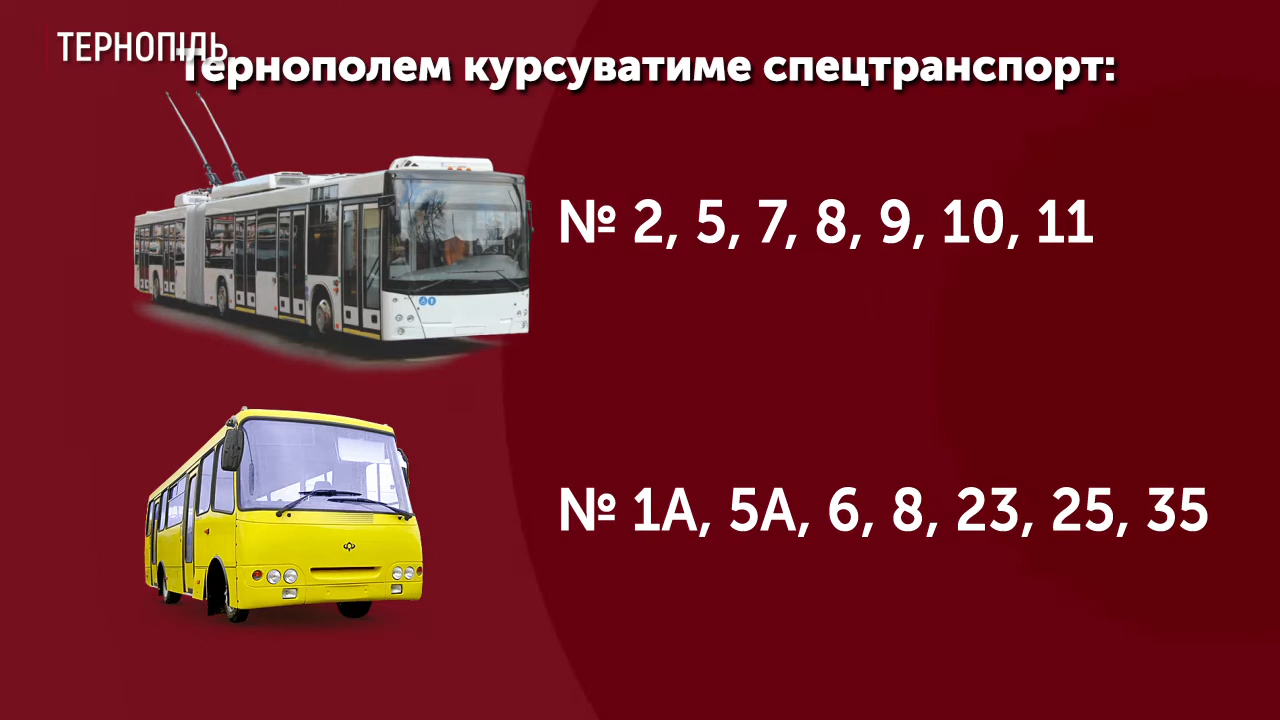 ТЕРНОПІЛЬ
Тернополем курсуватиме спецтранспорт:
№ 2, 5, 7, 8, 9, 10, 11
№ 1А, 5А, 6, 8, 23, 25, 35